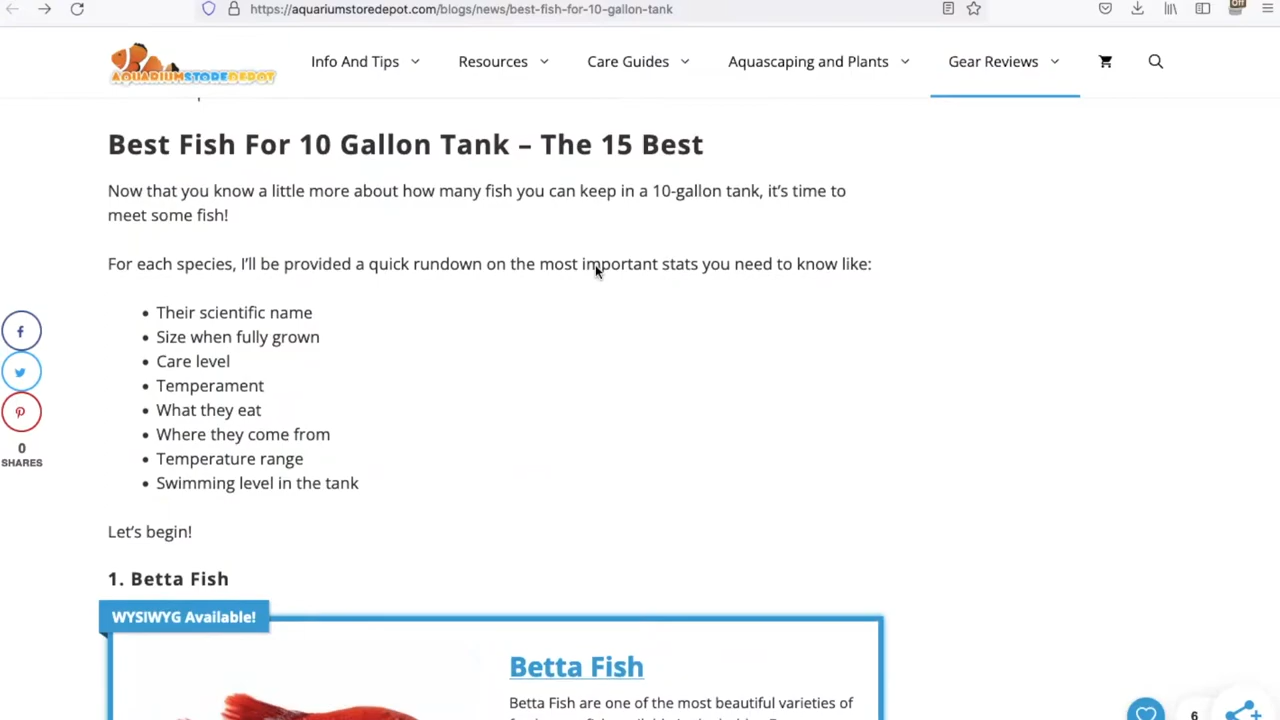 https://aquariumstoredepot.com/blogs/news/best-fish-for-10-gallon-tank
Off
AQUARIUMSTOREDEPOT
Info And Tips
Resources
Care Guides
Aquascaping and Plants
Gear Reviews
Best Fish For 10 Gallon Tank – The 15 Best
Now that you know a little more about how many fish you can keep in a 10-gallon tank, it's time to
meet some fish!
For each species, I'll be provided a quick rundown on the most important stats you need to know like:
• Their scientific name
• Size when fully grown
• Care level
• Temperament
• What they eat
• Where they come from
• Temperature range
• Swimming level in the tank
0
SHARES
Let's begin!
1. Betta Fish
WYSIWYG Available!
Betta Fish
Betta Fish are one of the most beautiful varieties of
6